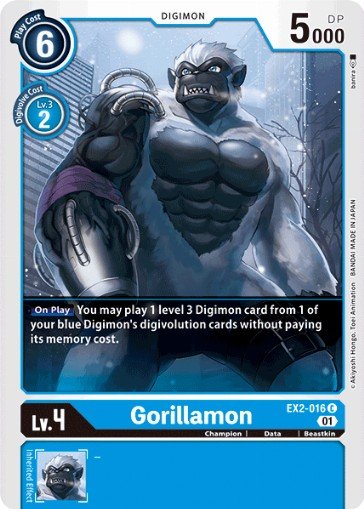 Play Cost
6
DIGIMON
5000
DP
Digivolve Cost
Lv.3
2
banra
On Play You may play 1 level 3 Digimon card from 1 of
your blue Digimon's digivolution cards without paying
its memory cost.
© Akiyoshi Hongo, Toei Animation BANDAI MADE IN JAPAN
Lv.4
Gorillamon
EX2-016 C
01
Champion | Data | Beastkin
Inherited Effect
–